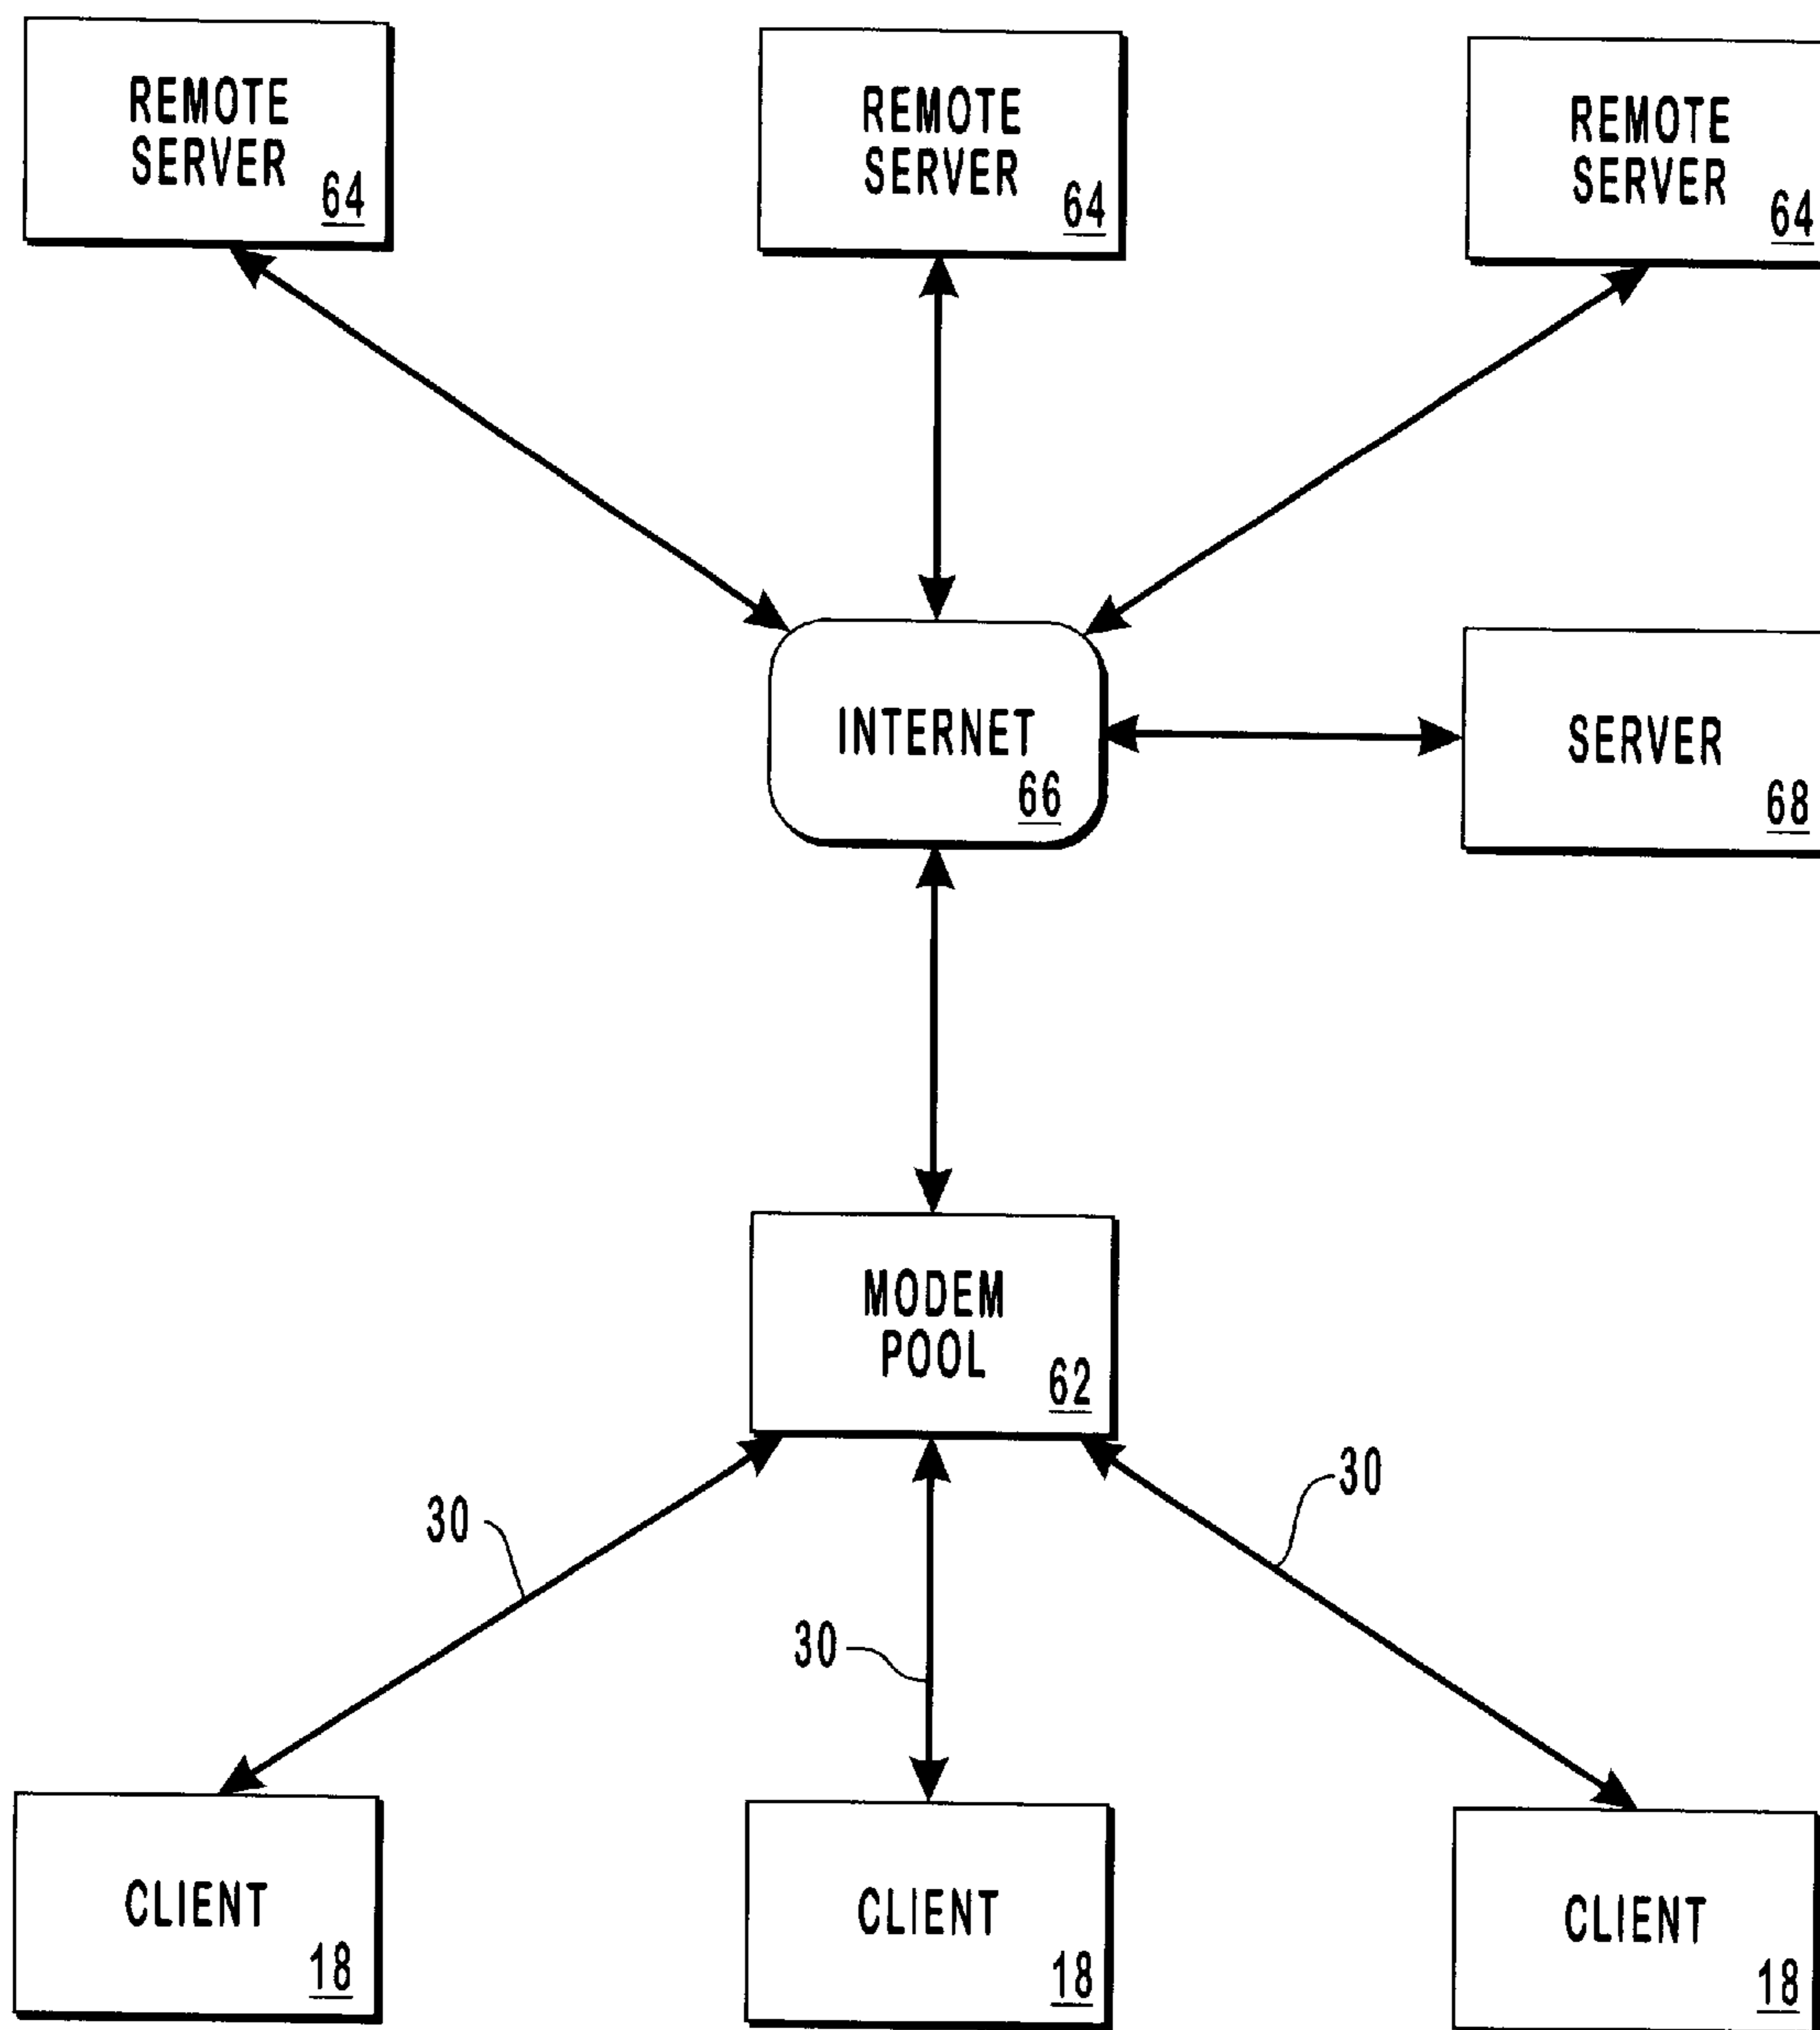 REMOTE
SERVER
64
REMOTE
SERVER
64
REMOTE
SERVER
64
INTERNET
66
SERVER
68
MODEM
POOL
62
30
30
30
CLIENT
18
CLIENT
18
CLIENT
18